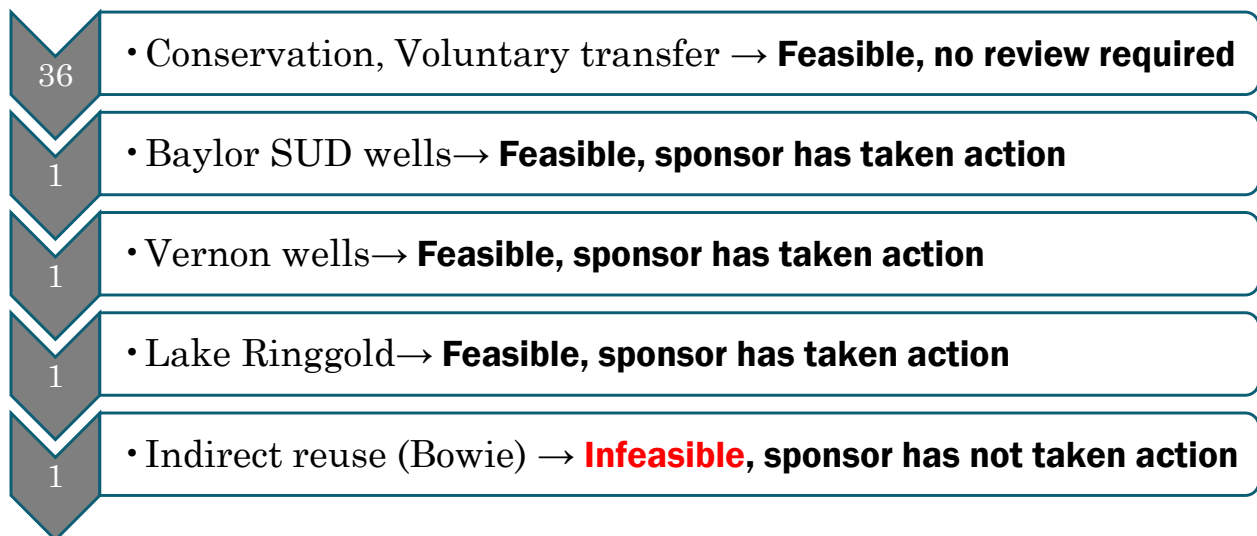 36
• Conservation, Voluntary transfer → Feasible, no review required
1
• Baylor SUD wells→ Feasible, sponsor has taken action
1
• Vernon wells→ Feasible, sponsor has taken action
1
• Lake Ringgold→ Feasible, sponsor has taken action
1
• Indirect reuse (Bowie) → Infeasible, sponsor has not taken action